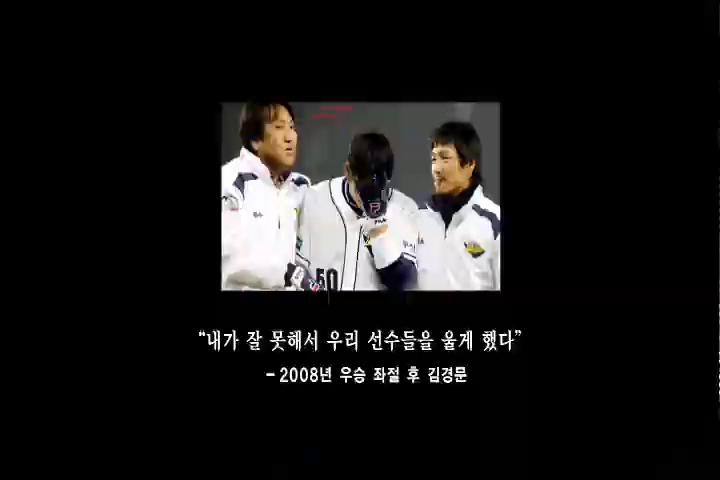 50
“내가 잘 못해서 우리 선수들을 울게 했다”
- 2008년 우승 좌절 후 김경문